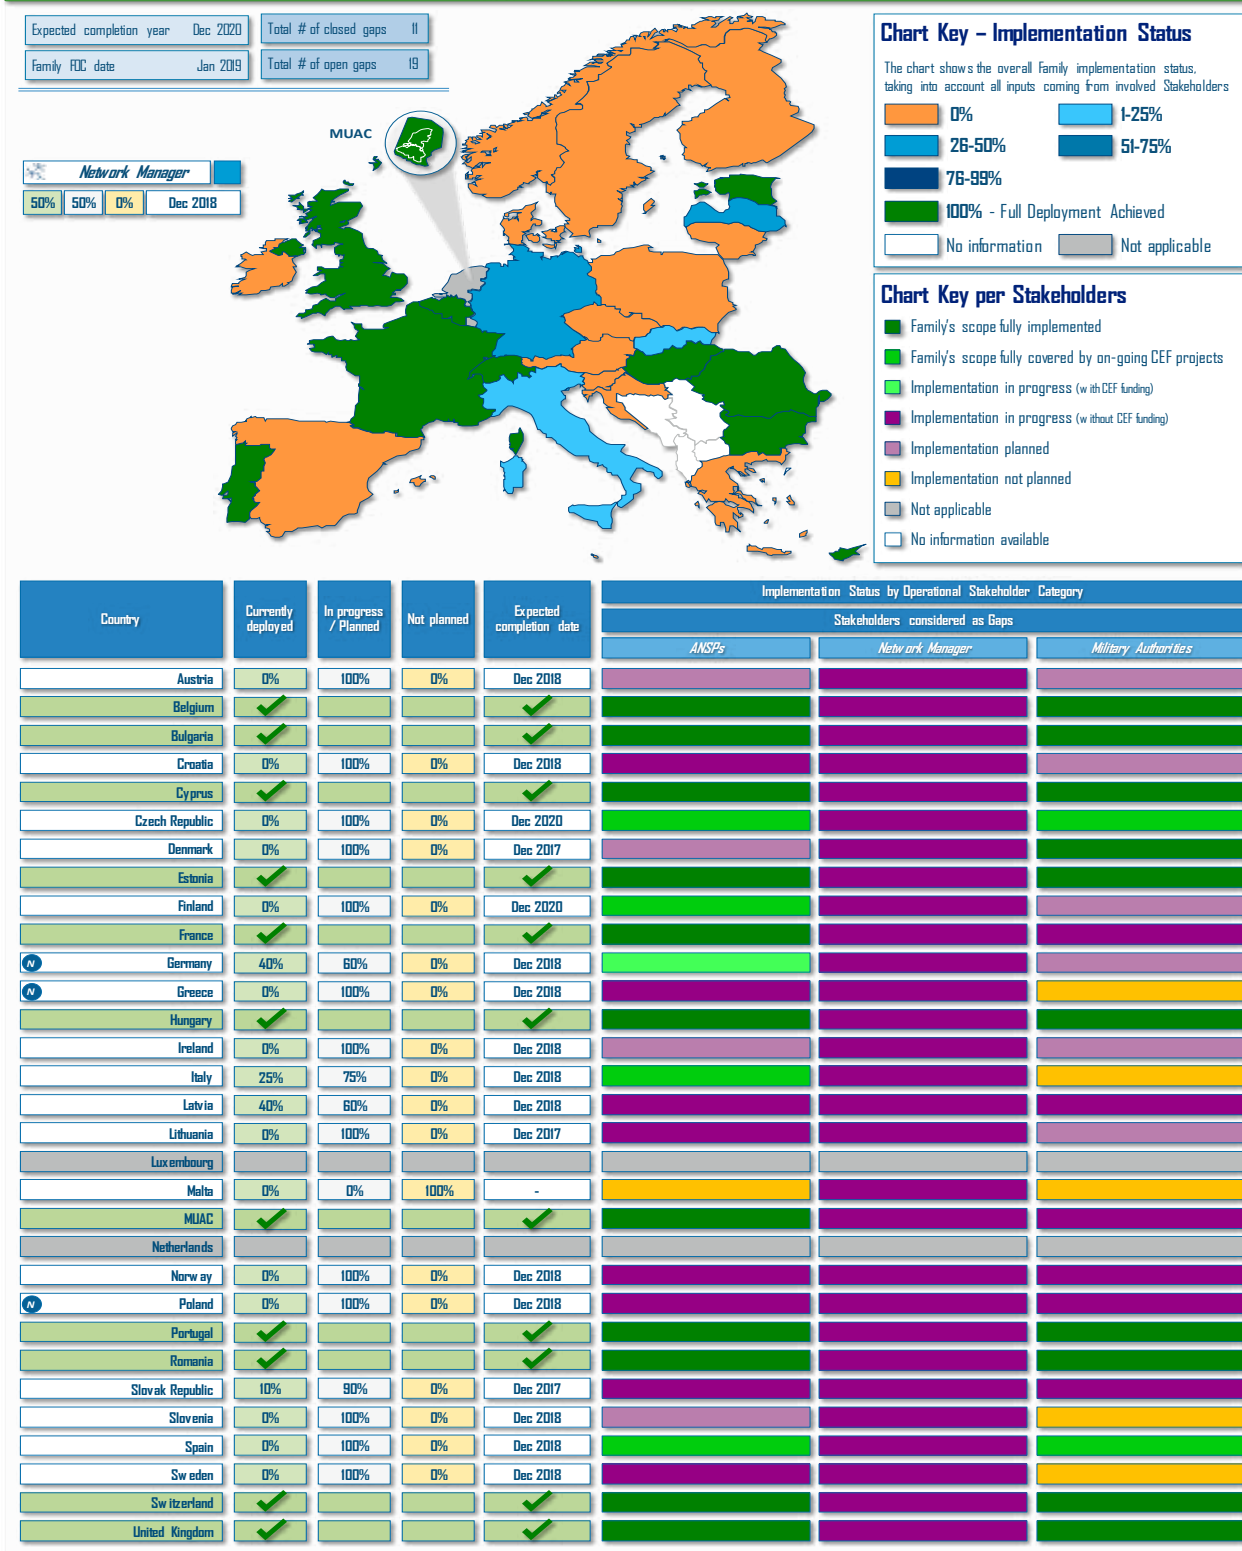 Expected completion year Dec 2020
Total # of closed gaps 11
Family FOC date Jan 2019
Total # of open gaps 19
MUAC
Network Manager
50% 50% 0% Dec 2018
Chart Key – Implementation Status
The chart shows the overall Family implementation status,
taking into account all inputs coming from involved Stakeholders
0% 1-25%
26-50% 51-75%
76-99%
100% - Full Deployment Achieved
No information Not applicable
Chart Key per Stakeholders
Family's scope fully implemented
Family's scope fully covered by on-going CEF projects
Implementation in progress (with CEF funding)
Implementation in progress (without CEF funding)
Implementation planned
Implementation not planned
Not applicable
No information available
Country
Currently
deployed
In progress
/ Planned
Not planned
Expected
completion date
Implementation Status by Operational Stakeholder Category
Stakeholders considered as Gaps
ANSPs Network Manager Military Authorities
Austria 0% 100% 0% Dec 2018
Belgium
Bulgaria
Croatia 0% 100% 0% Dec 2018
Cyprus
Czech Republic 0% 100% 0% Dec 2020
Denmark 0% 100% 0% Dec 2017
Estonia
Finland 0% 100% 0% Dec 2020
France
N Germany 40% 60% 0% Dec 2018
N Greece 0% 100% 0% Dec 2018
Hungary
Ireland 0% 100% 0% Dec 2018
Italy 25% 75% 0% Dec 2018
Latvia 40% 60% 0% Dec 2018
Lithuania 0% 100% 0% Dec 2017
Luxembourg
Malta 0% 0% 100% -
MUAC
Netherlands
Norway 0% 100% 0% Dec 2018
N Poland 0% 100% 0% Dec 2018
Portugal
Romania
Slovak Republic 10% 90% 0% Dec 2017
Slovenia 0% 100% 0% Dec 2018
Spain 0% 100% 0% Dec 2018
Sweden 0% 100% 0% Dec 2018
Switzerland
United Kingdom